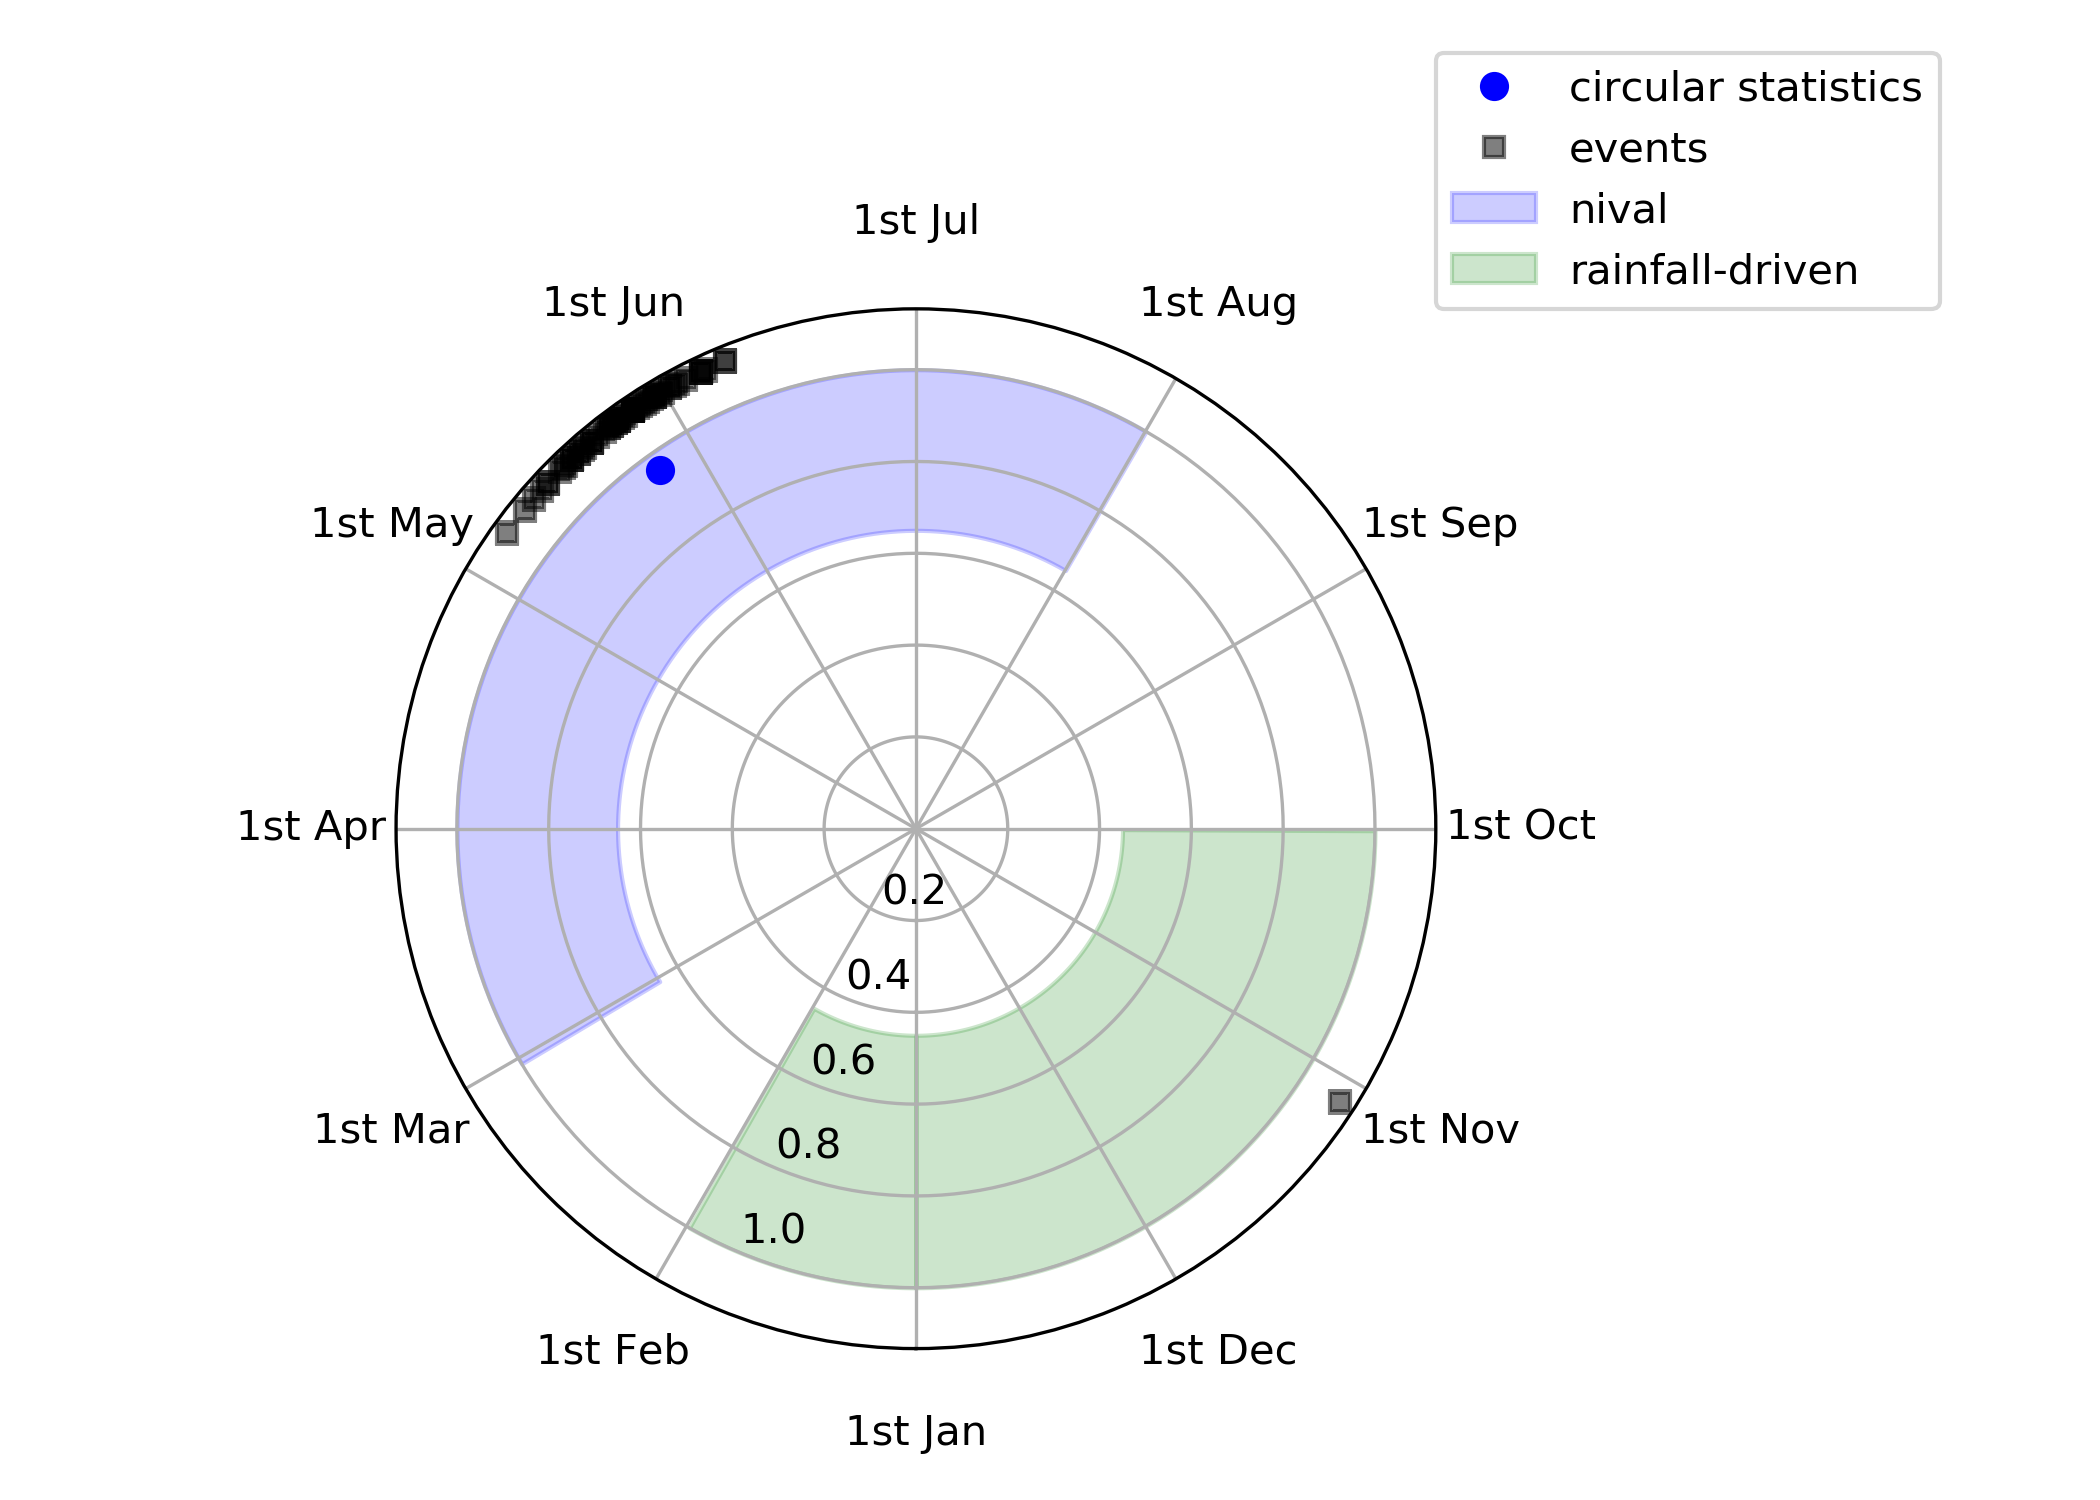 circular statistics
events
nival
rainfall-driven
1st Jul
1st Jun
1st Aug
1st May
1st Sep
1st Apr
1st Oct
0.2
0.4
0.6
1st Mar
1st Nov
0.8
1.0
1st Feb
1st Dec
1st Jan